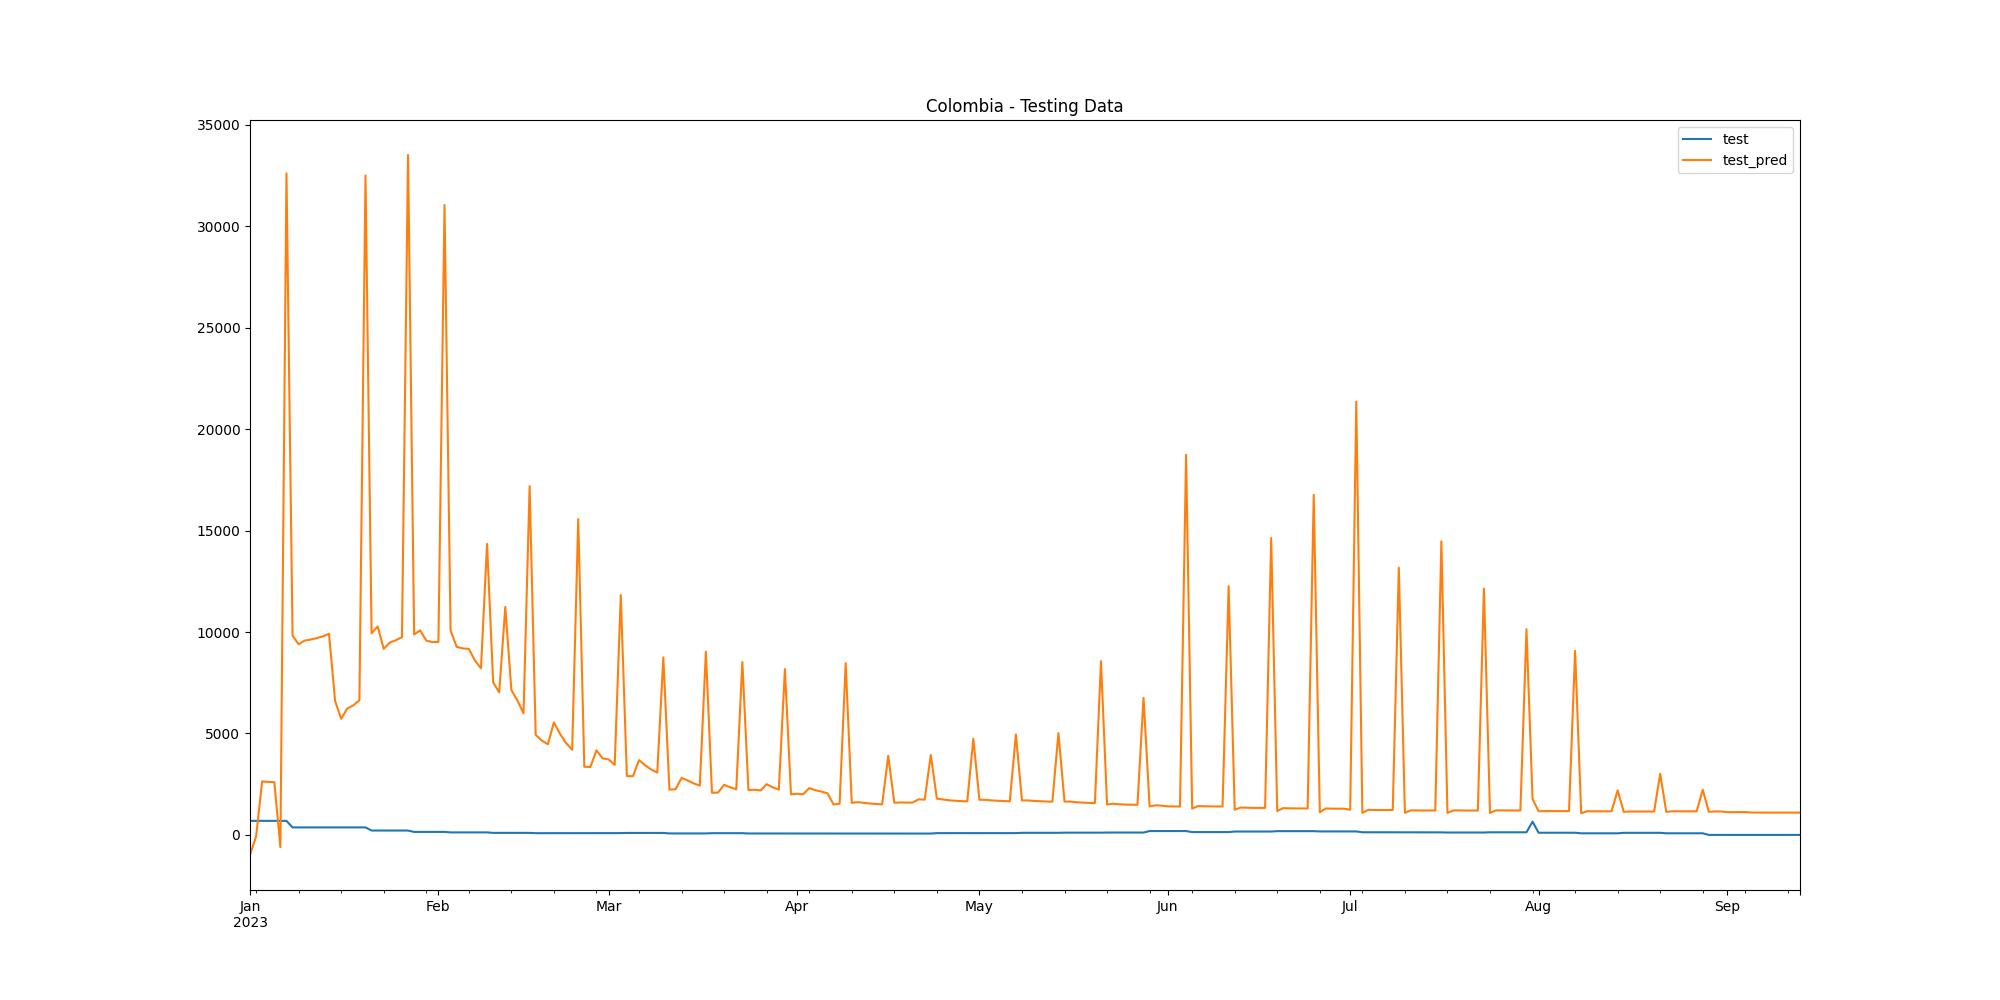 Colombia - Testing Data
35000
30000
25000
20000
15000
10000
5000
0
test
test_pred
Jan Feb Mar Apr May Jun Jul Aug Sep
2023